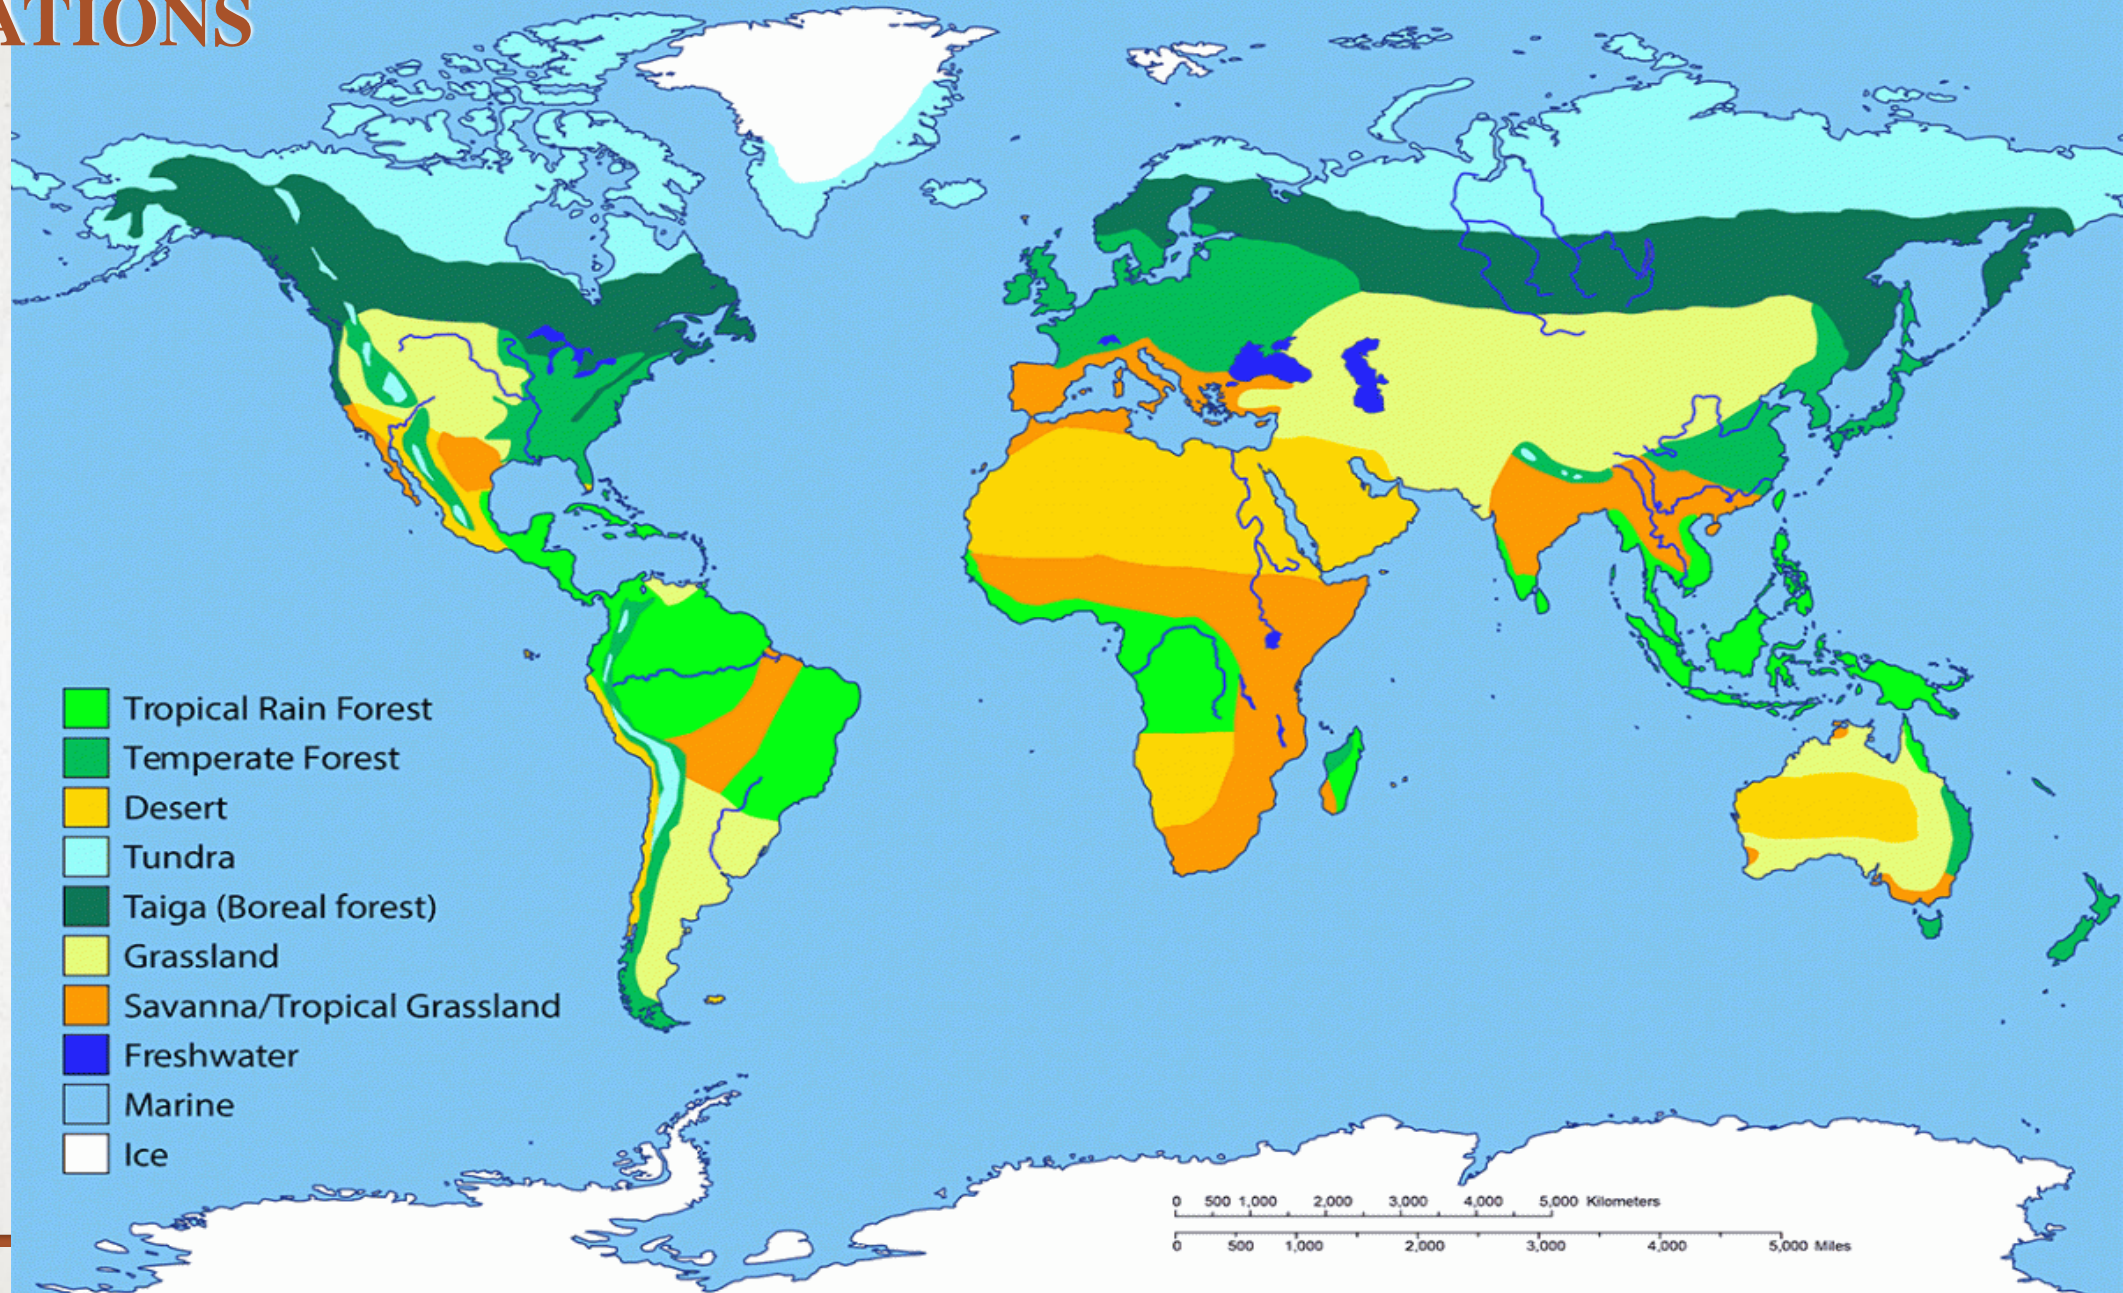 ATIONS
Tropical Rain Forest
Temperate Forest
Desert
Tundra
Taiga (Boreal forest)
Grassland
Savanna/Tropical Grassland
Freshwater
Marine
Ice
0 500 1,000 2,000 3,000 4,000 5,000 Kilometers
0 500 1,000 2,000 3,000 4,000 5,000 Miles